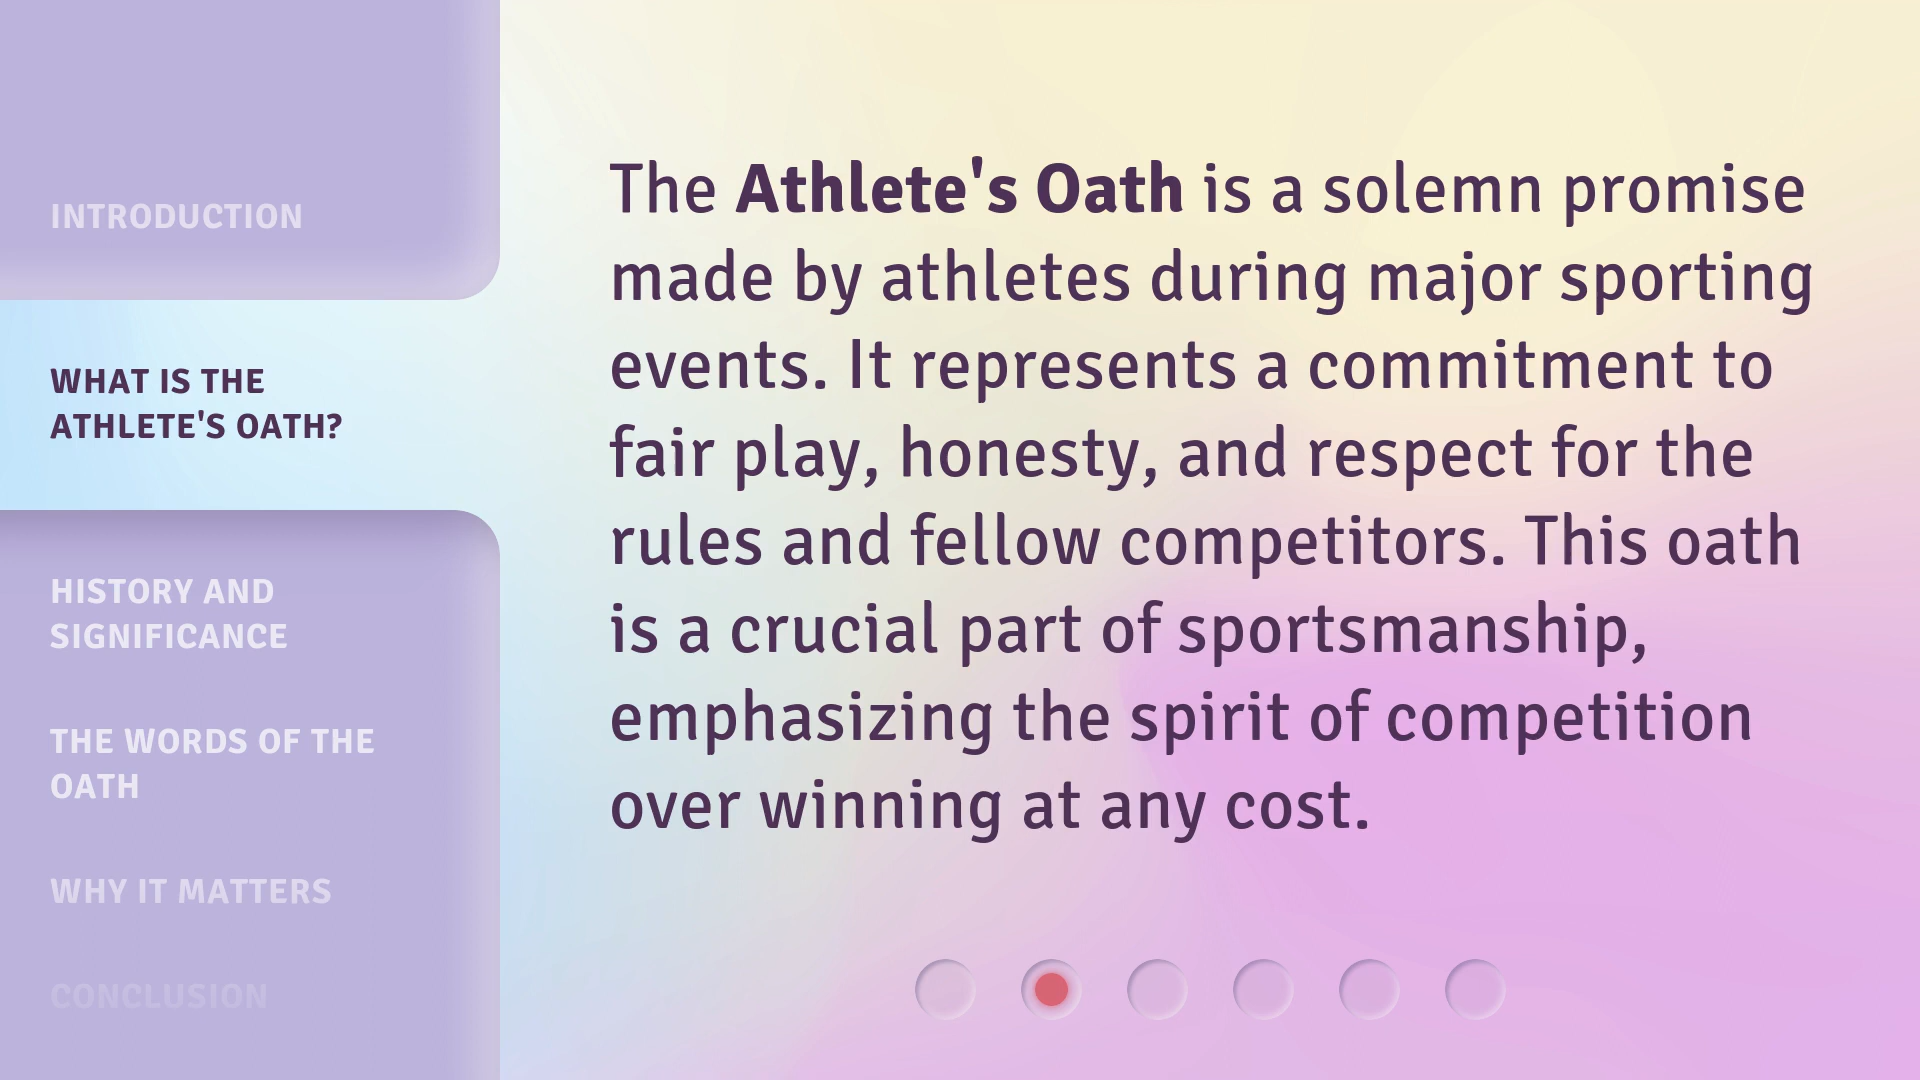 INTRODUCTION
WHAT IS THE
ATHLETE'S OATH?
HISTORY AND
SIGNIFICANCE
THE WORDS OF THE
OATH
WHY IT MATTERS
CONCLUSION
The Athlete's Oath is a solemn promise
made by athletes during major sporting
events. It represents a commitment to
fair play, honesty, and respect for the
rules and fellow competitors. This oath
is a crucial part of sportsmanship,
emphasizing the spirit of competition
over winning at any cost.